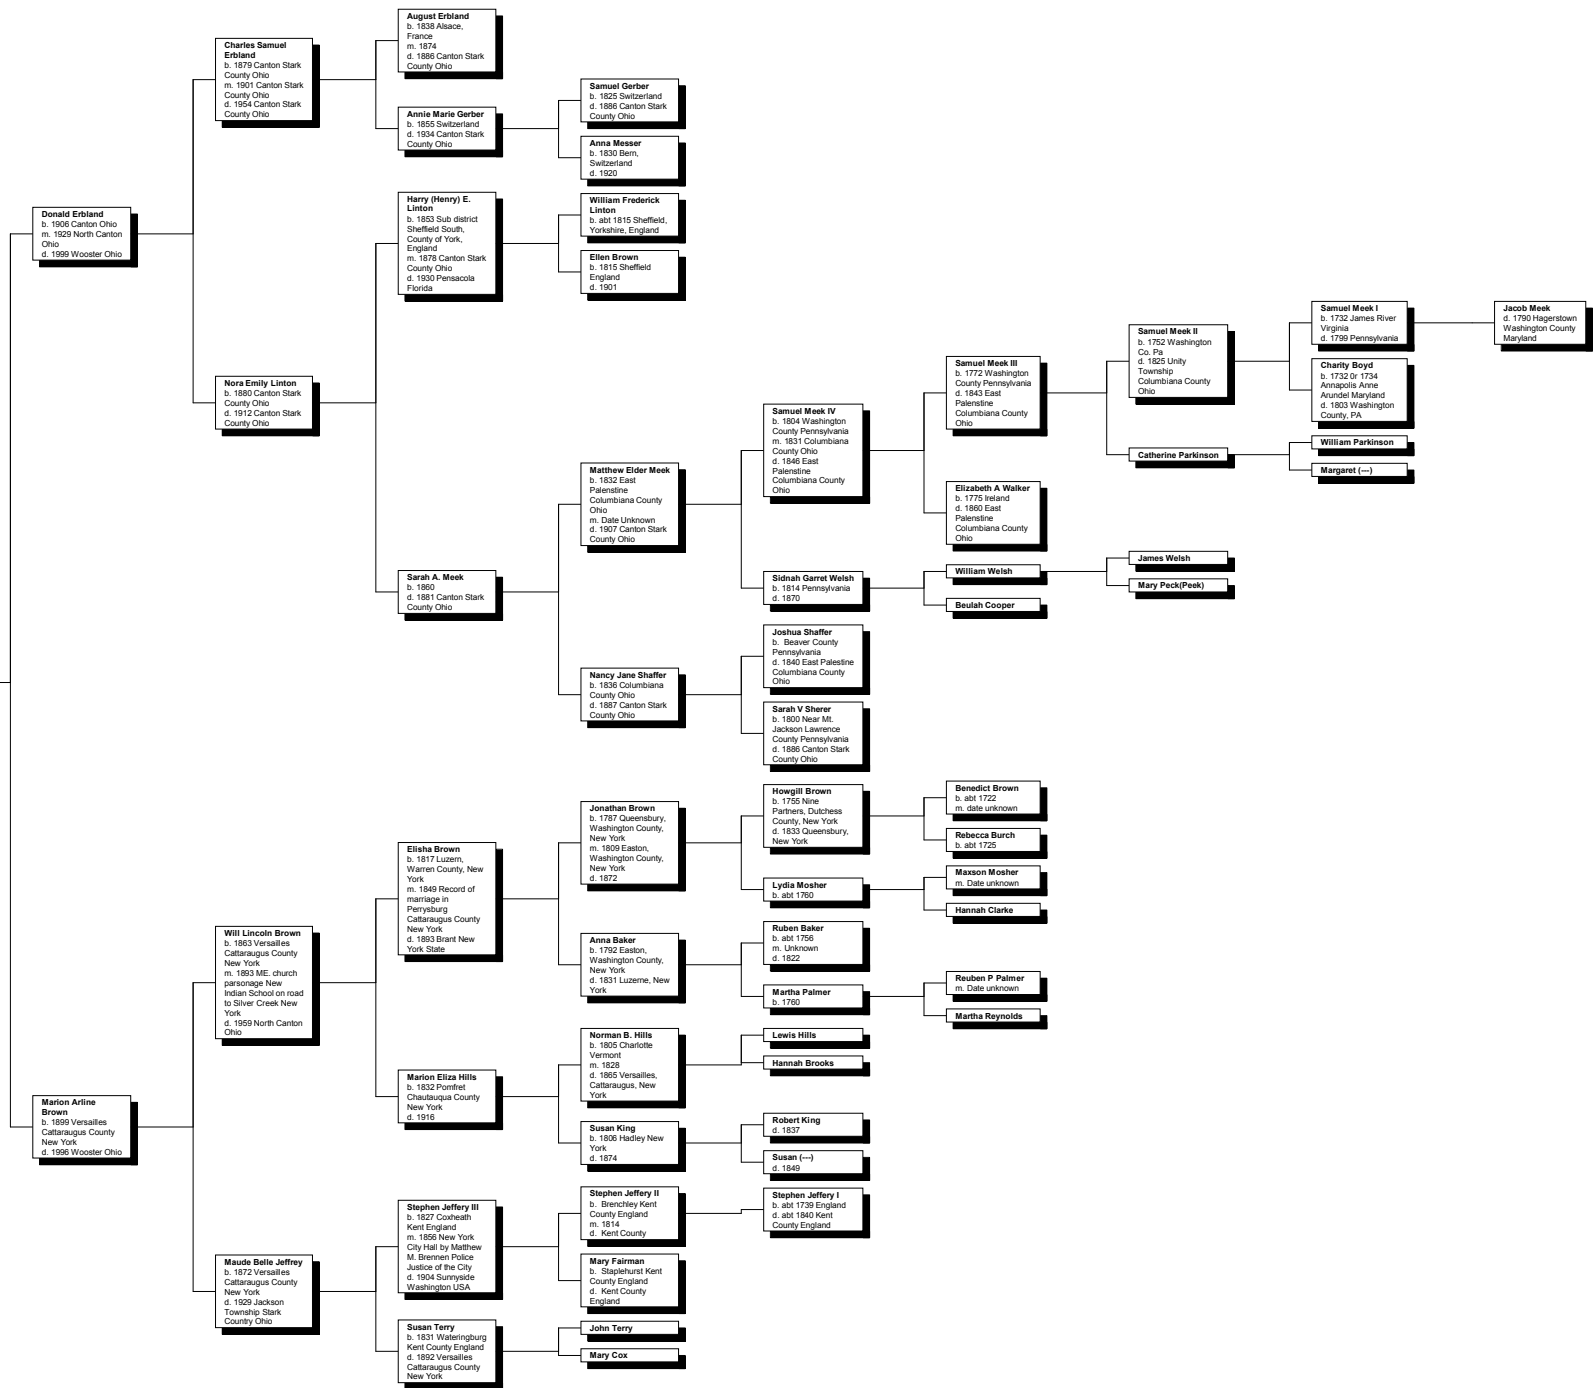 August Erbland
b. 1838 Alsace,
France
m. 1874
d. 1886 Canton Stark
County Ohio
Charles Samuel
Erbland
b. 1879 Canton Stark
County Ohio
m. 1901 Canton Stark
County Ohio
d. 1954 Canton Stark
County Ohio
Samuel Gerber
b. 1825 Switzerland
d. 1886 Canton Stark
County Ohio
Annie Marie Gerber
b. 1855 Switzerland
d. 1934 Canton Stark
County Ohio
Anna Messer
b. 1830 Bern,
Switzerland
d. 1920
Donald Erbland
b. 1906 Canton Ohio
m. 1929 North Canton
Ohio
d. 1999 Wooster Ohio
Harry (Henry) E.
Linton
b. 1853 Sub district
Sheffield South,
County of York,
England
m. 1878 Canton Stark
County Ohio
d. 1930 Pensacola
Florida
William Frederick
Linton
b. abt 1815 Sheffield,
Yorkshire, England
Ellen Brown
b. 1815 Sheffield
England
d. 1901
Nora Emily Linton
b. 1880 Canton Stark
County Ohio
d. 1912 Canton Stark
County Ohio
Samuel Meek I
b. 1732 James River
Virginia
d. 1799 Pennsylvania
Jacob Meek
d. 1790 Hagerstown
Washington County
Maryland
Samuel Meek II
b. 1752 Washington
Co. Pa
d. 1825 Unity
Township
Columbiana County
Ohio
Charity Boyd
b. 1732 0r 1734
Annapolis Anne
Arundel Maryland
d. 1803 Washington
County, PA
Samuel Meek III
b. 1772 Washington
County Pennsylvania
d. 1843 East
Palenstine
Columbiana County
Ohio
Catherine Parkinson
William Parkinson
Margaret (---)
Samuel Meek IV
b. 1804 Washington
County Pennsylvania
m. 1831 Columbiana
County Ohio
d. 1846 East
Palenstine
Columbiana County
Ohio
Elizabeth A Walker
b. 1775 Ireland
d. 1860 East
Palenstine
Columbiana County
Ohio
Matthew Elder Meek
b. 1832 East
Palenstine
Columbiana County
Ohio
m. Date Unknown
d. 1907 Canton Stark
County Ohio
Sarah A. Meek
b. 1860
d. 1881 Canton Stark
County Ohio
Sidnah Garret Welsh
b. 1814 Pennsylvania
d. 1870
William Welsh
Beulah Cooper
James Welsh
Mary Peck(Peek)
Nancy Jane Shaffer
b. 1836 Columbiana
County Ohio
d. 1887 Canton Stark
County Ohio
Joshua Shaffer
b. Beaver County
Pennsylvania
d. 1840 East Palestine
Columbiana County
Ohio
Sarah V Sherer
b. 1800 Near Mt.
Jackson Lawrence
County Pennsylvania
d. 1886 Canton Stark
County Ohio
Marion Arline
Brown
b. 1899 Versailles
Cattaraugus County
New York
d. 1996 Wooster Ohio
Will Lincoln Brown
b. 1863 Versailles
Cattaraugus County
New York
m. 1893 ME. church
parsonage New
Indian School on road
to Silver Creek New
York
d. 1959 North Canton
Ohio
Elisha Brown
b. 1817 Luzern,
Warren County, New
York
m. 1849 Record of
marriage in
Perrysburg
Cattaraugus County
New York
d. 1893 Brant New
York State
Jonathan Brown
b. 1787 Queensbury,
Washington County,
New York
m. 1809 Easton,
Washington County,
New York
d. 1872
Howgill Brown
b. 1755 Nine
Partners, Dutchess
County, New York
d. 1833 Queensbury,
New York
Benedict Brown
b. abt 1722
m. date unknown
Rebecca Burch
b. abt 1725
Lydia Mosher
b. abt 1760
Maxson Mosher
m. Date unknown
Hannah Clarke
Anna Baker
b. 1792 Easton,
Washington County,
New York
d. 1831 Luzerne, New
York
Ruben Baker
b. abt 1756
m. Unknown
d. 1822
Martha Palmer
b. 1760
Reuben P Palmer
m. Date unknown
Martha Reynolds
Marion Eliza Hills
b. 1832 Pomfret
Chautauqua County
New York
d. 1916
Norman B. Hills
b. 1805 Charlotte
Vermont
m. 1828
d. 1865 Versailles,
Cattaraugus, New
York
Lewis Hills
Hannah Brooks
Susan King
b. 1806 Hadley New
York
d. 1874
Robert King
d. 1837
Susan (---)
d. 1849
Maude Belle Jeffrey
b. 1872 Versailles
Cattaraugus County
New York
d. 1929 Jackson
Township Stark
Country Ohio
Stephen Jeffery III
b. 1827 Coxheath
Kent England
m. 1856 New York
City Hall by Matthew
M. Brennen Police
Justice of the City
d. 1904 Sunnyside
Washington USA
Stephen Jeffery II
b. Brenchley Kent
County England
m. 1814
d. Kent County
Stephen Jeffery I
b. abt 1739 England
d. abt 1840 Kent
County England
Mary Fairman
b. Staplehurst Kent
County England
d. Kent County
England
Susan Terry
b. 1831 Wateringburg
Kent County England
d. 1892 Versailles
Cattaraugus County
New York
John Terry
Mary Cox